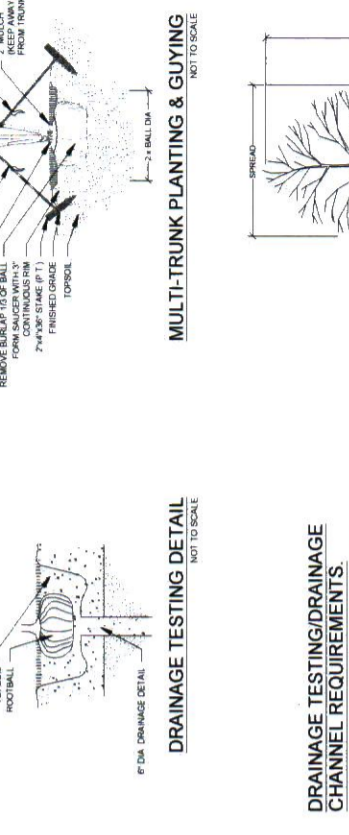 2" MULCH
(KEEP AWAY
FROM TRUNK
REMOVE BURLAP 1/3 OF BALL
FORM SAUCER WITH 3"
CONTINUOUS RIM
2"x4"x36" STAKE (P.T.)
FINISHED GRADE
TOPSOIL
2 x BALL DIA
MULTI-TRUNK PLANTING & GUYING
NOT TO SCALE
SPREAD
ROOTBALL
6" DIA DRAINAGE DETAIL
DRAINAGE TESTING DETAIL
NOT TO SCALE
DRAINAGE TESTING/DRAINAGE
CHANNEL REQUIREMENTS.